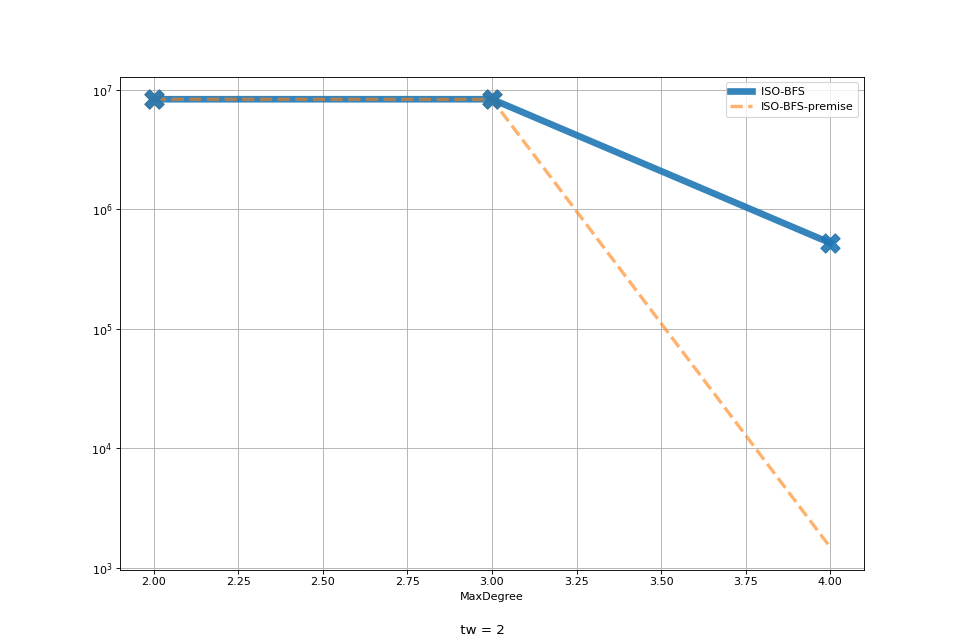 10⁷
10⁶
10⁵
10⁴
10³
ISO-BFS
ISO-BFS-premise
2.00 2.25 2.50 2.75 3.00 3.25 3.50 3.75 4.00
MaxDegree
tw = 2